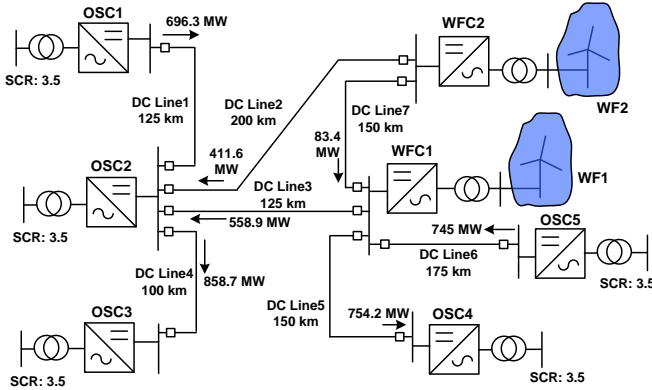 OSC1
696.3 MW
SCR: 3.5
DC Line1
125 km
DC Line2
200 km
WFC2
WF2
DC Line7
150 km
83.4
MW
WFC1
WF1
OSC2
411.6
MW
DC Line3
125 km
558.9 MW
SCR: 3.5
745 MW
OSC5
DC Line6
175 km
SCR: 3.5
DC Line4
100 km
858.7 MW
OSC3
SCR: 3.5
DC Line5
150 km
754.2 MW
OSC4
SCR: 3.5